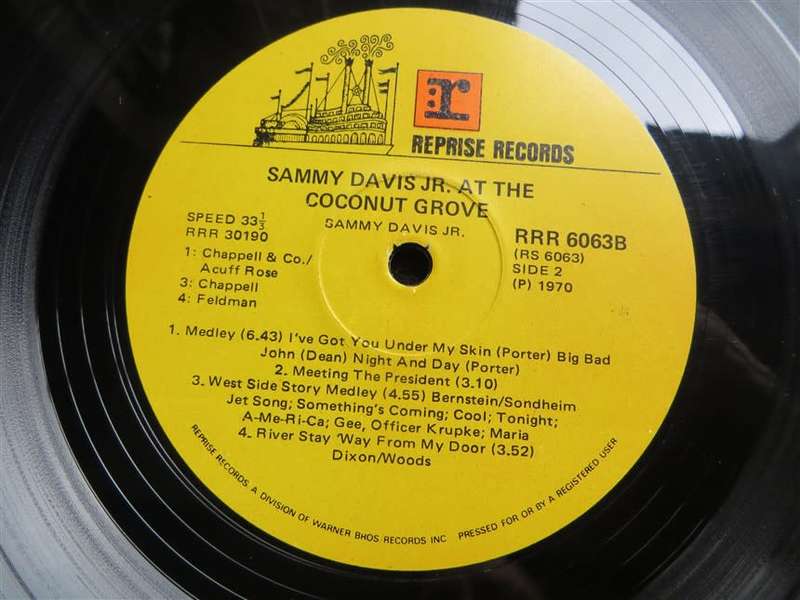 r
REPRISE RECORDS
SAMMY DAVIS JR. AT THE
COCONUT GROVE
SAMMY DAVIS JR.
SPEED 33⅓
RRR 30190
1: Chappell & Co./
Acuff Rose
3: Chappell
4: Feldman
RRR 6063B
(RS 6063)
SIDE 2
(P) 1970
1. Medley (6.43) I've Got You Under My Skin (Porter) Big Bad
John (Dean) Night And Day (Porter)
2. Meeting The President (3.10)
3. West Side Story Medley (4.55) Bernstein/Sondheim
Jet Song; Something's Coming; Cool; Tonight;
A-Me-Ri-Ca; Gee, Officer Krupke; Maria
4. River Stay 'Way From My Door (3.52)
Dixon/Woods
REPRISE RECORDS A DIVISION OF WARNER BHOS RECORDS INC PRESSED FOR OR BY A REGISTERED USER